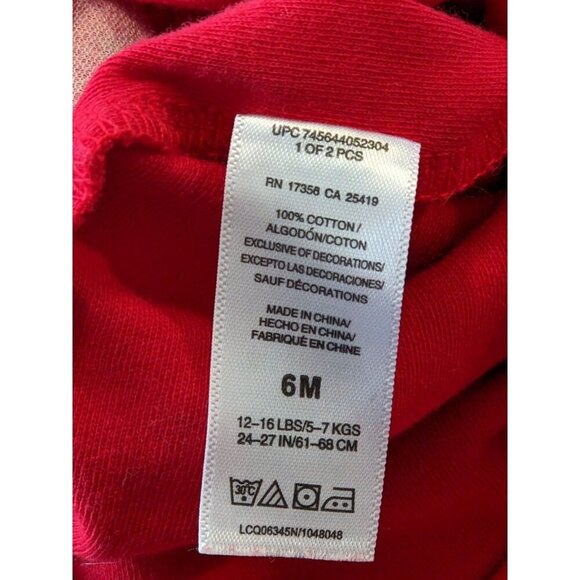 UPC 745644052304
1 OF 2 PCS
RN 17358 CA 25419
100% COTTON/
ALGODÓN/COTON
EXCLUSIVE OF DECORATIONS/
EXCEPTO LAS DECORACIONES/
SAUF DÉCORATIONS
MADE IN CHINA/
HECHO EN CHINA/
FABRIQUÉ EN CHINE
6M
12–16 LBS/5–7 KGS
24–27 IN/61–68 CM
30°C
LCQ06345N/1048048